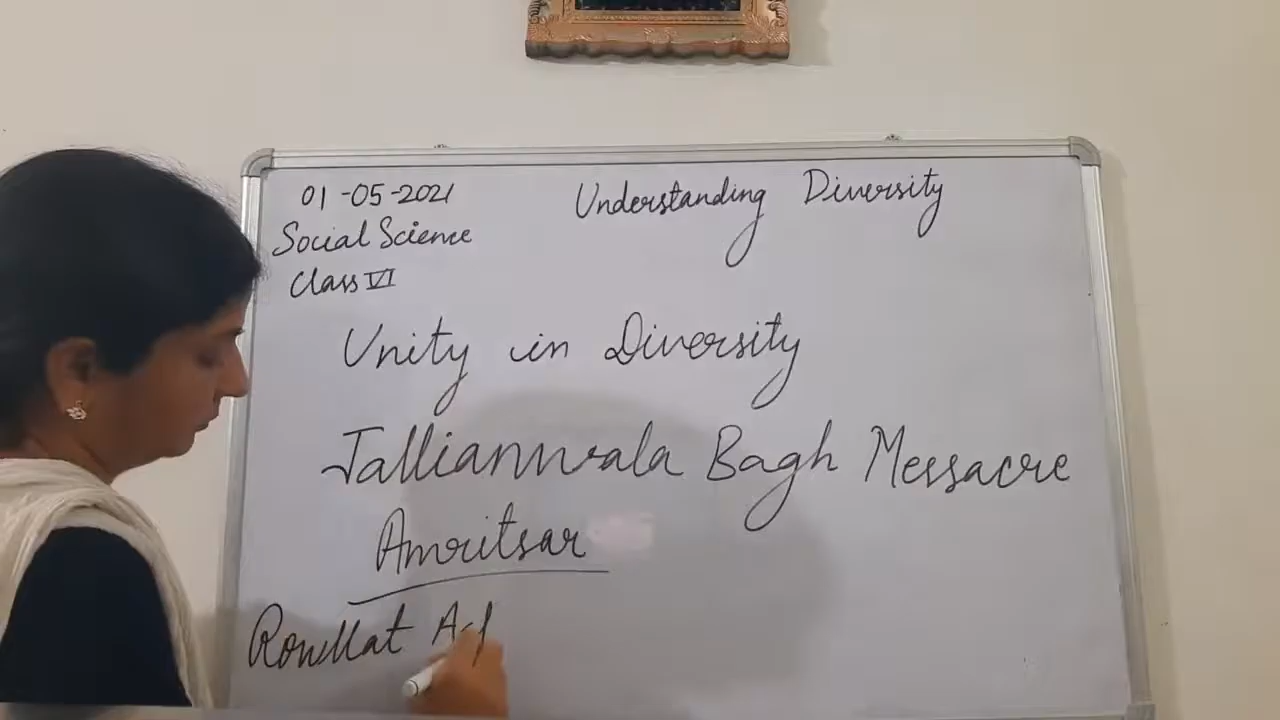 01-05-2021
Understanding Diversity
Social Science
Class VI
Unity in Diversity
Jallianwala Bagh Messacre
Amritsar
Rowllat Act